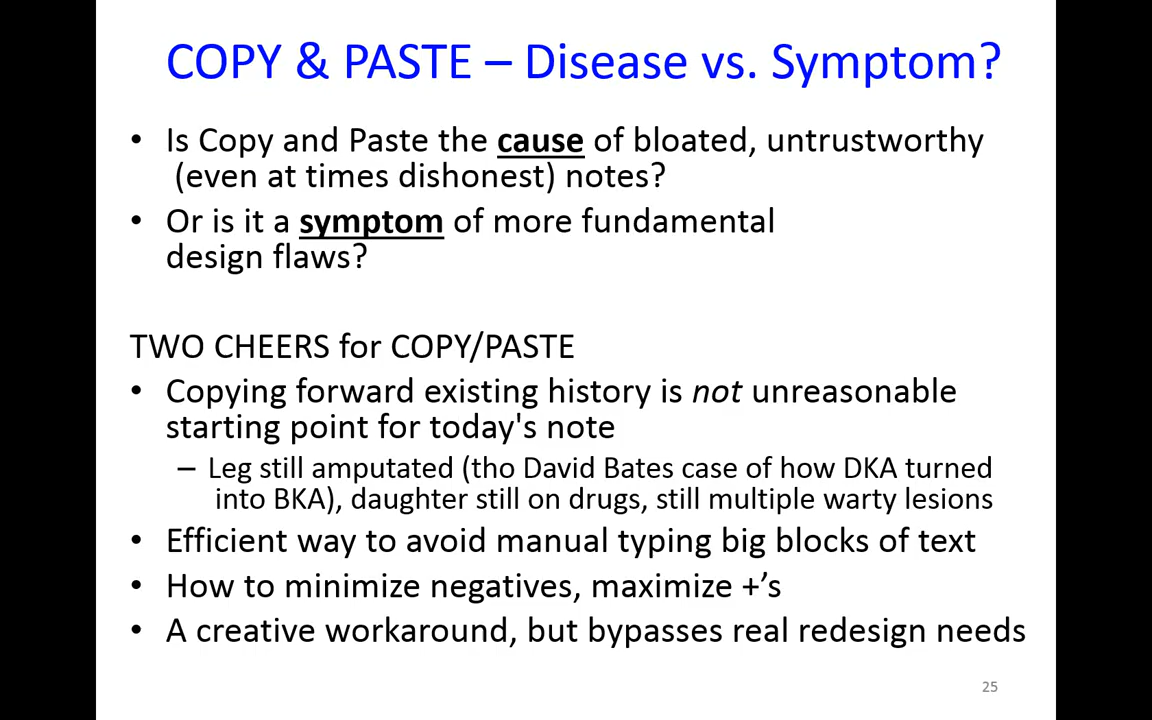 COPY & PASTE – Disease vs. Symptom?
• Is Copy and Paste the cause of bloated, untrustworthy
(even at times dishonest) notes?
• Or is it a symptom of more fundamental
design flaws?
TWO CHEERS for COPY/PASTE
• Copying forward existing history is not unreasonable
starting point for today's note
– Leg still amputated (tho David Bates case of how DKA turned
into BKA), daughter still on drugs, still multiple warty lesions
• Efficient way to avoid manual typing big blocks of text
• How to minimize negatives, maximize +’s
• A creative workaround, but bypasses real redesign needs
25